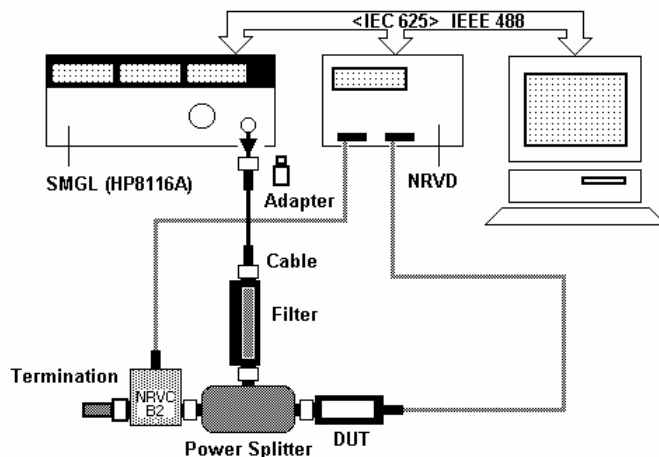 <IEC 625> IEEE 488
SMGL (HP8116A)
NRVD
Adapter
Cable
Filter
Termination
NRVC
B2
Power Splitter
DUT